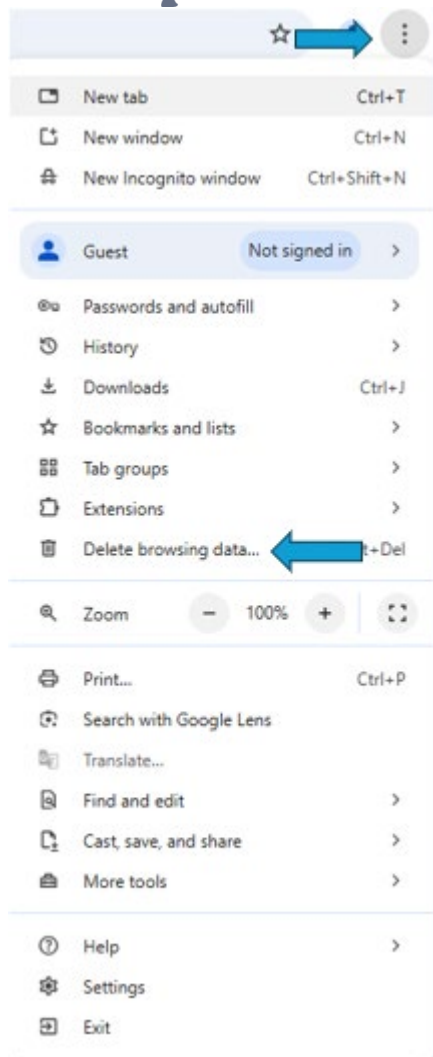 New tab Ctrl+T
New window Ctrl+N
New Incognito window Ctrl+Shift+N
Guest Not signed in
Passwords and autofill
History
Downloads Ctrl+J
Bookmarks and lists
Tab groups
Extensions
Delete browsing data... t+Del
Zoom − 100% +
Print... Ctrl+P
Search with Google Lens
Translate...
Find and edit
Cast, save, and share
More tools
Help
Settings
Exit